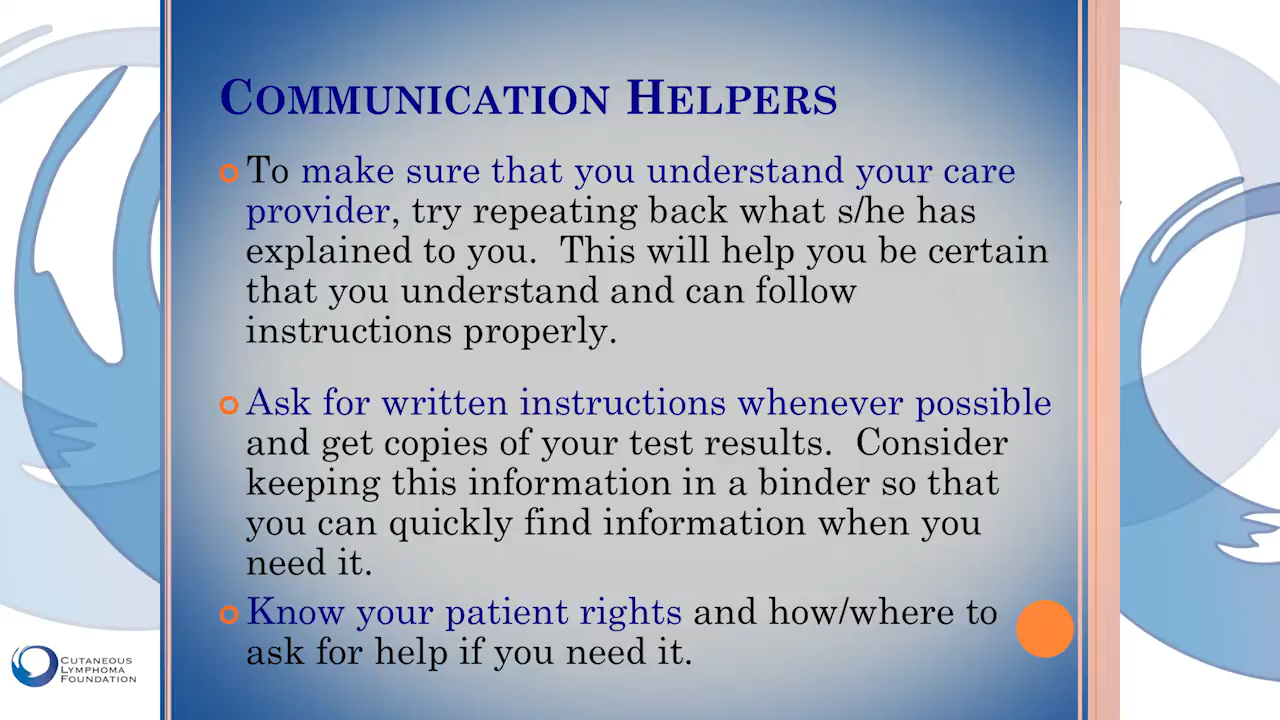 COMMUNICATION HELPERS
To make sure that you understand your care
provider, try repeating back what s/he has
explained to you.  This will help you be certain
that you understand and can follow
instructions properly.
Ask for written instructions whenever possible
and get copies of your test results.  Consider
keeping this information in a binder so that
you can quickly find information when you
need it.
Know your patient rights and how/where to
ask for help if you need it.
CUTANEOUS
LYMPHOMA
FOUNDATION